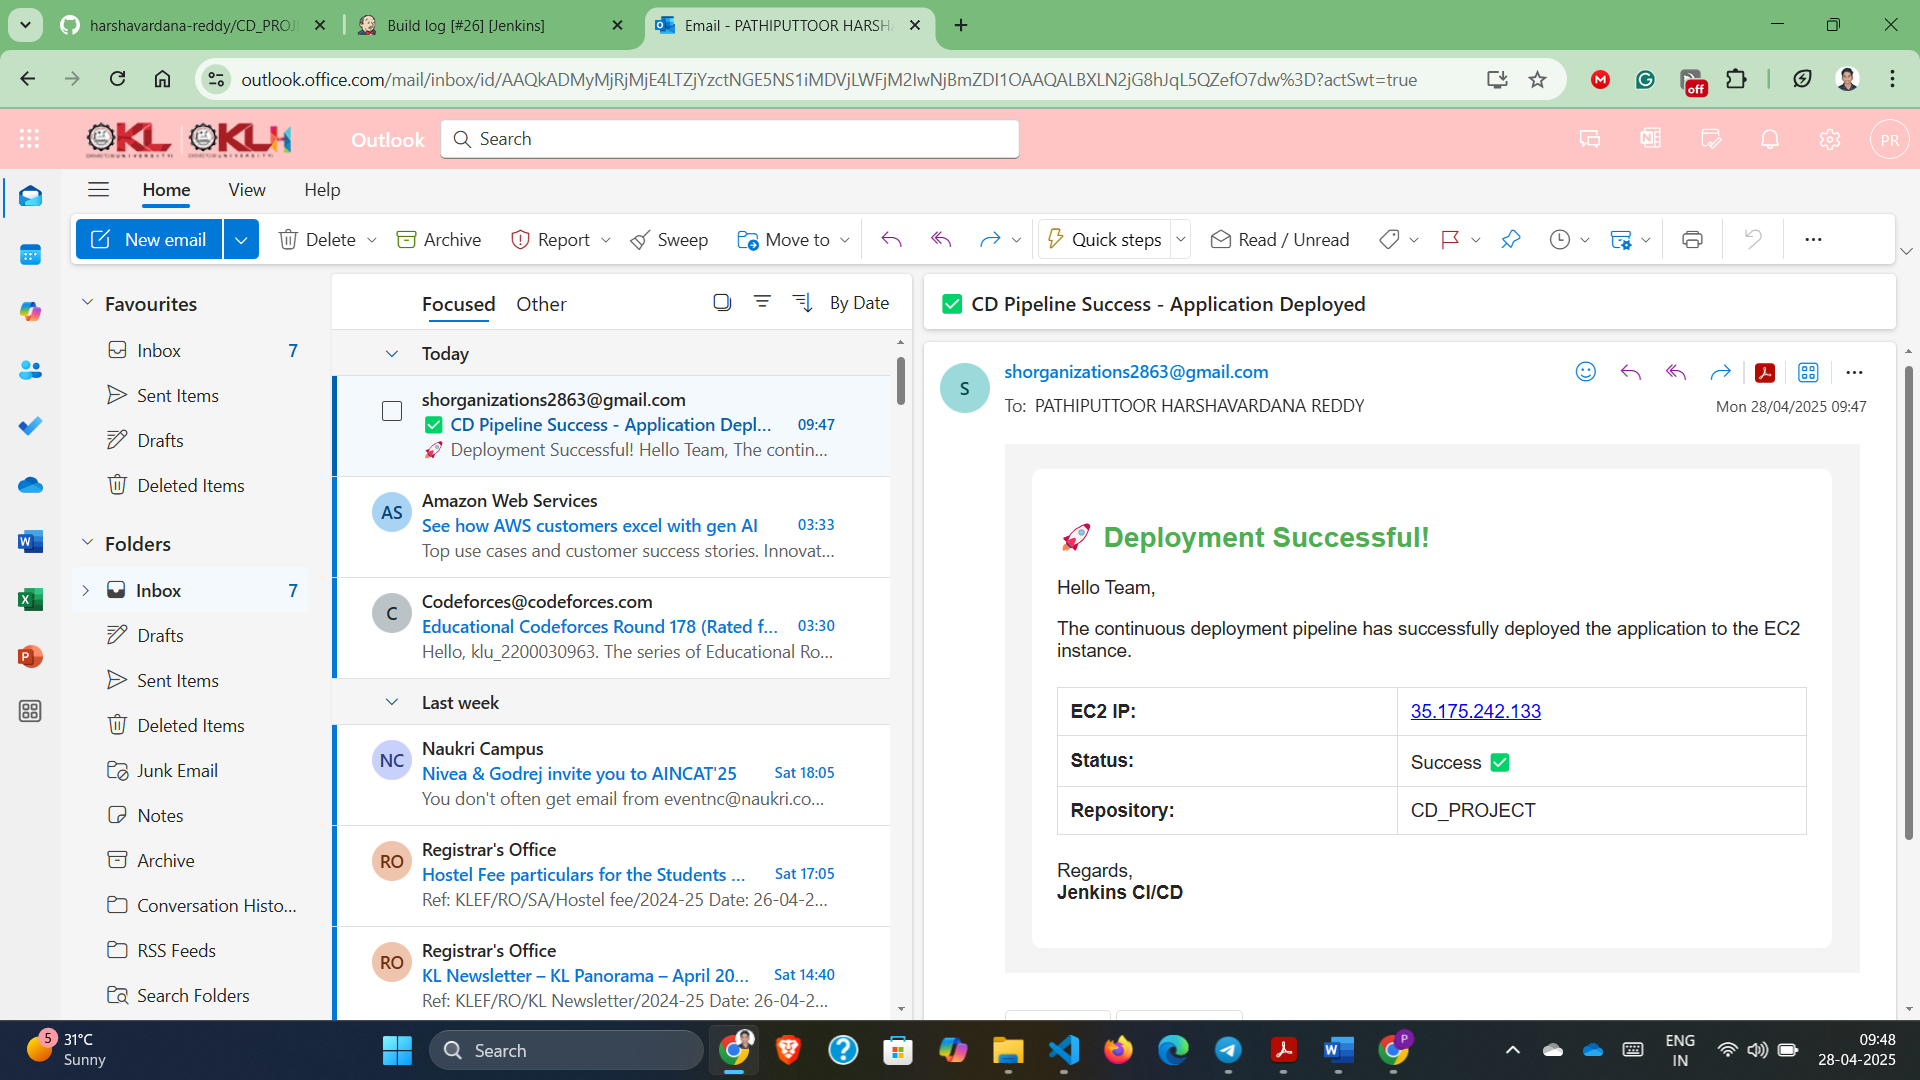 harshavardana-reddy/CD_PROJ
Build log [#26] [Jenkins]
Email - PATHIPUTTOOR HARSHA
outlook.office.com/mail/inbox/id/AAQkADMyMjRjMjE4LTZjYzctNGE5NS1iMDVjLWFjM2IwNjBmZDI1OAAQALBXLN2jG8hJqL5QZefO7dw%3D?actSwt=true
off
KL KLH
Outlook
Search
PR
Home View Help
New email
Delete
Archive
Report
Sweep
Move to
Quick steps
Read / Unread
Favourites
Inbox 7
Sent Items
Drafts
Deleted Items
Folders
Inbox 7
Drafts
Sent Items
Deleted Items
Junk Email
Notes
Archive
Conversation Histo...
RSS Feeds
Search Folders
Focused Other
By Date
Today
shorganizations2863@gmail.com
✅ CD Pipeline Success - Application Depl... 09:47
🚀 Deployment Successful! Hello Team, The contin...
AS
Amazon Web Services
See how AWS customers excel with gen AI 03:33
Top use cases and customer success stories. Innovat...
C
Codeforces@codeforces.com
Educational Codeforces Round 178 (Rated f... 03:30
Hello, klu_2200030963. The series of Educational Ro...
Last week
NC
Naukri Campus
Nivea & Godrej invite you to AINCAT'25 Sat 18:05
You don't often get email from eventnc@naukri.co...
RO
Registrar's Office
Hostel Fee particulars for the Students ... Sat 17:05
Ref: KLEF/RO/SA/Hostel fee/2024-25 Date: 26-04-2...
RO
Registrar's Office
KL Newsletter – KL Panorama – April 20... Sat 14:40
Ref: KLEF/RO/KL Newsletter/2024-25 Date: 26-04-2...
✅ CD Pipeline Success - Application Deployed
S
shorganizations2863@gmail.com
To: PATHIPUTTOOR HARSHAVARDANA REDDY
Mon 28/04/2025 09:47
🚀 Deployment Successful!
Hello Team,
The continuous deployment pipeline has successfully deployed the application to the EC2
instance.
EC2 IP: 35.175.242.133
Status: Success ✅
Repository: CD_PROJECT
Regards,
Jenkins CI/CD
5
31°C
Sunny
Search
P
ENG
IN
09:48
28-04-2025